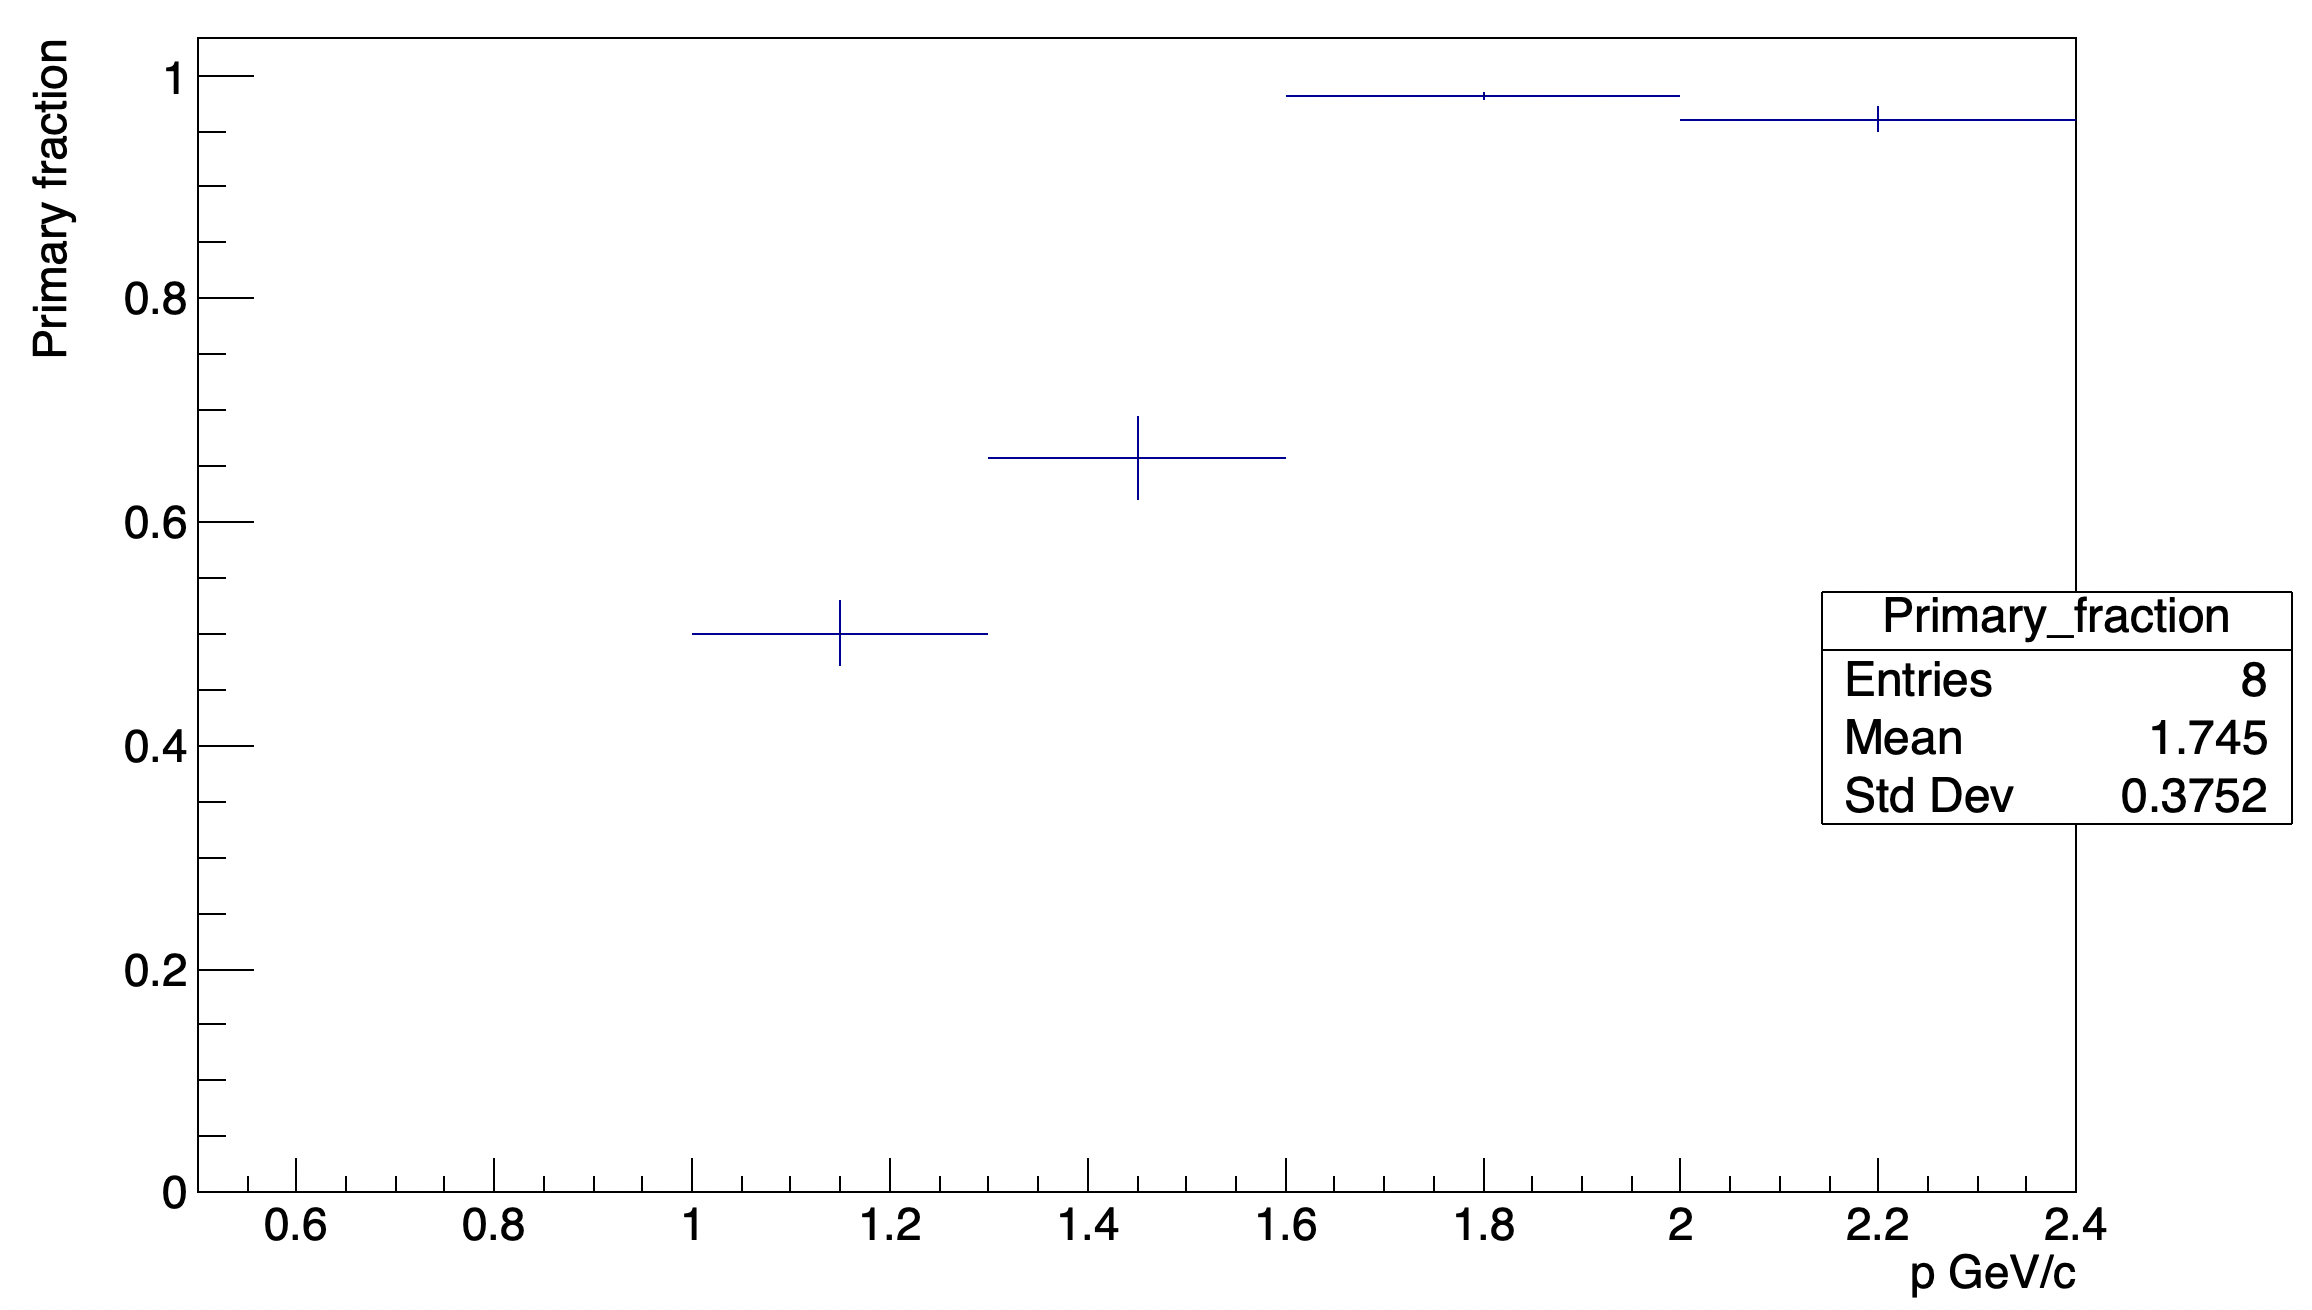 Primary fraction
1
0.8
0.6
0.4
0.2
0
0.6 0.8 1 1.2 1.4 1.6 1.8 2 2.2 2.4
p GeV/c
Primary_fraction
Entries 8
Mean 1.745
Std Dev 0.3752